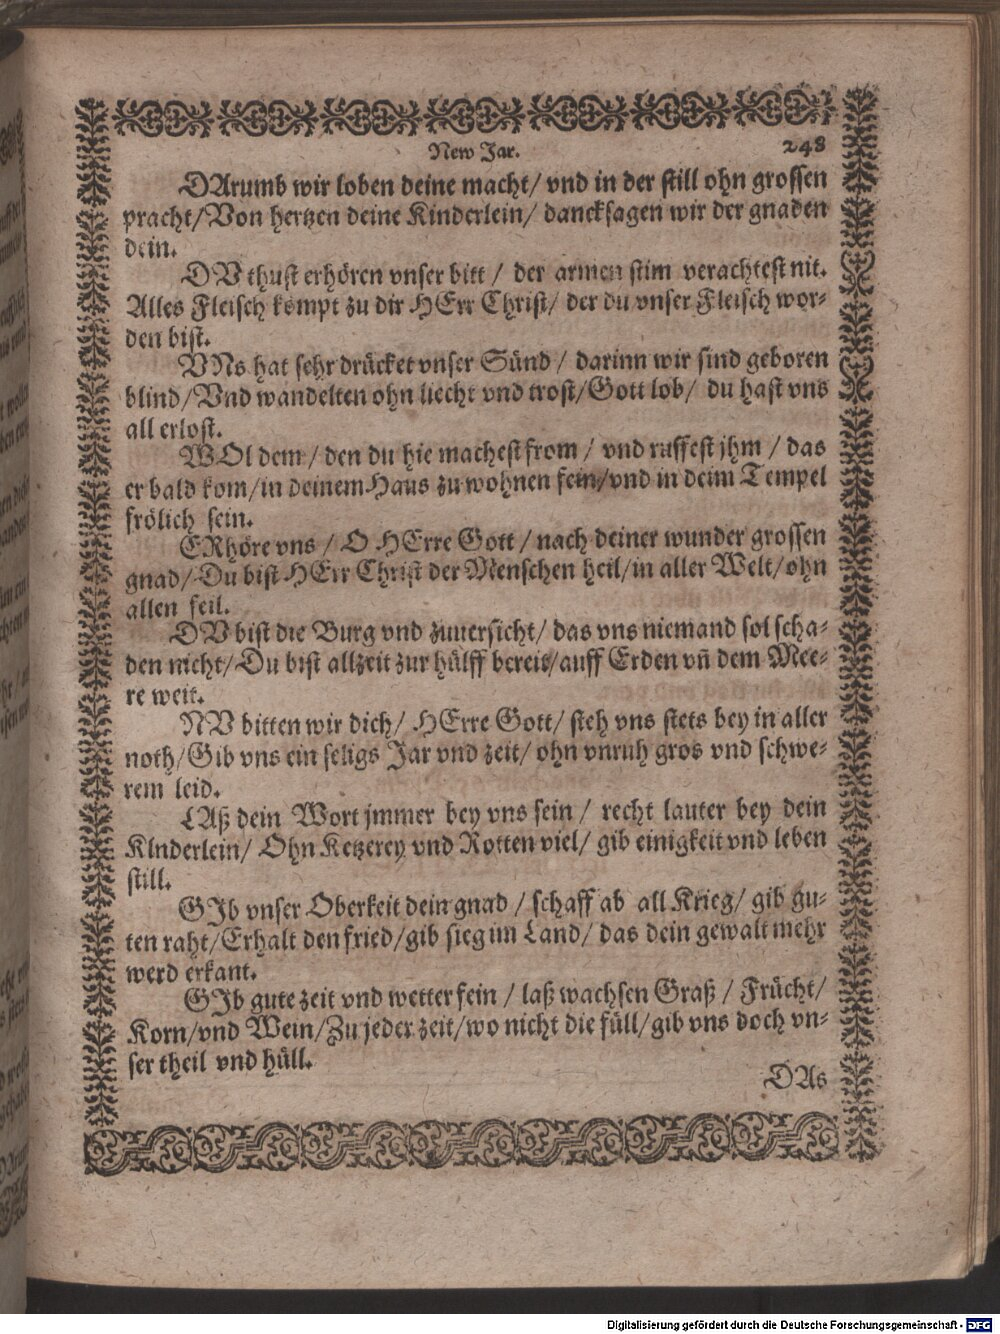 New Jar.
248
DArumb wir loben deine macht/ vnd in der still ohn grossen
pracht/Von hertzen deine Kinderlein/ dancksagen wir der gnaden
dein.
DV thust erhören vnser bitt / der armen stim verachtest nit.
Alles Fleisch kompt zu dir HErr Christ/ der du vnser Fleisch wor-
den bist.
VNs hat sehr drücket vnser Sünd / darinn wir sind geboren
blind/Vnd wandelten ohn liecht vnd trost/Gott lob/ du hast vns
all erlost.
WOl dem / den du hie machest from / vnd ruffest jhm / das
er bald kom/in deinem Haus zu wohnen fein/vnd in deim Tempel
frölich sein.
ERhöre vns / O HErre Gott / nach deiner wunder grossen
gnad/Du bist HErr Christ der Menschen heil/in aller Welt/ohn
allen feil.
DV bist die Burg vnd zuuersicht/ das vns niemand sol scha-
den nicht/Du bist allzeit zur hülff bereit/auff Erden vñ dem Mee-
re weit.
NV bitten wir dich/ HErre Gott/ steh vns stets bey in aller
noth/Gib vns ein seligs Jar vnd zeit/ ohn vnruh gros vnd schwe-
rem leid.
LAß dein Wort jmmer bey vns sein / recht lauter bey dein
KInderlein/ Ohn Ketzerey vnd Rotten viel/ gib einigkeit vnd leben
still.
GJb vnser Oberkeit dein gnad / schaff ab all Krieg/ gib gu-
ten raht/Erhalt den fried/gib sieg im Land/ das dein gewalt mehr
werd erkant.
GJb gute zeit vnd wetter fein / laß wachsen Graß / Frücht/
Korn/vnd Wein/Zu jeder zeit/wo nicht die füll/gib vns doch vn-
ser theil vnd hüll.
DAs
Digitalisierung gefördert durch die Deutsche Forschungsgemeinschaft - DFG